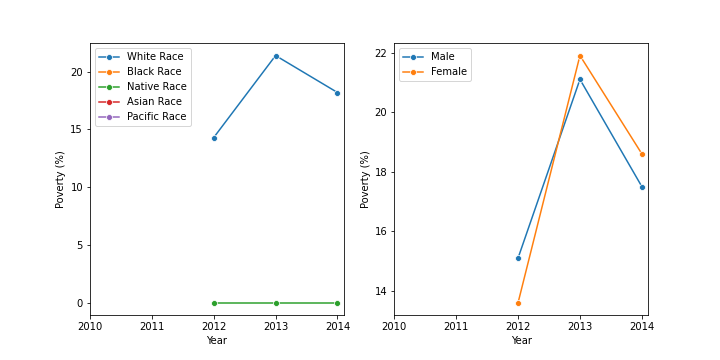 White Race
Black Race
Native Race
Asian Race
Pacific Race
Poverty (%)
20
15
10
5
0
2010 2011 2012 2013 2014
Year
Male
Female
Poverty (%)
22
20
18
16
14
2010 2011 2012 2013 2014
Year